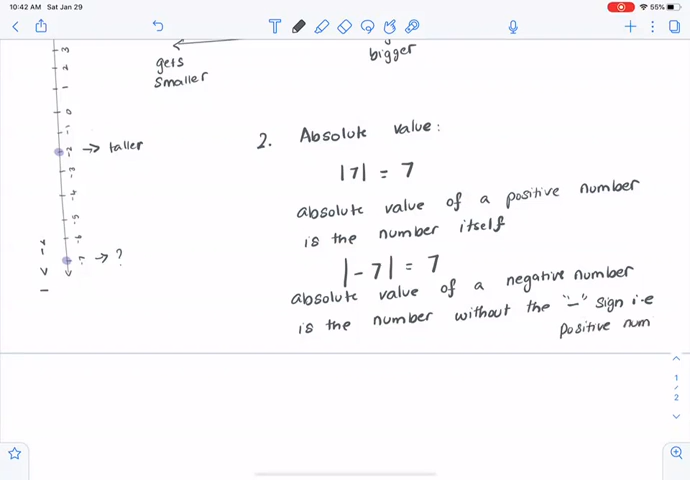 10:42 AM Sat Jan 29
55%
3
2
1
0
-1
-2
-3
-4
-5
-6
-7
→ taller
→ ?
gets
smaller
bigger
2. Absolute value:
|7| = 7
absolute value of a positive number
is the number itself
|-7| = 7
absolute value of a negative number
is the number without the "-" sign i.e
positive num
1
/
2